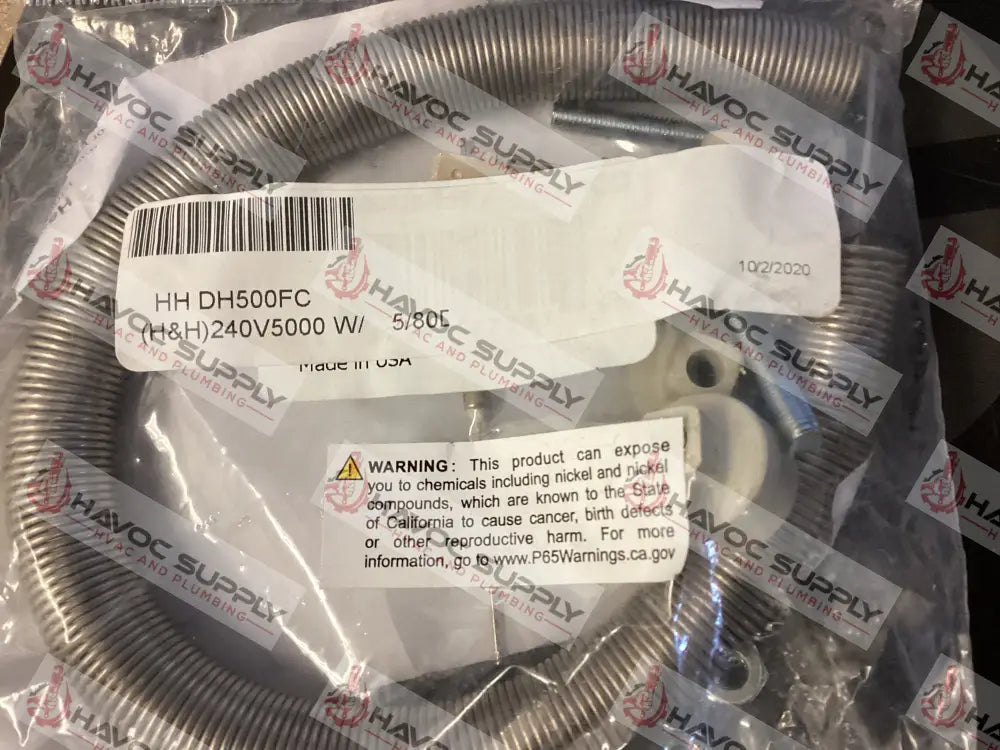 10/2/2020
HH DH500FC
(H&H)240V5000 W/ 5/80D
Made in USA
WARNING: This product can expose
you to chemicals including nickel and nickel
compounds, which are known to the State
of California to cause cancer, birth defects
or other reproductive harm. For more
information, go to www.P65Warnings.ca.gov
HAVOC SUPPLY
HVAC AND PLUMBING